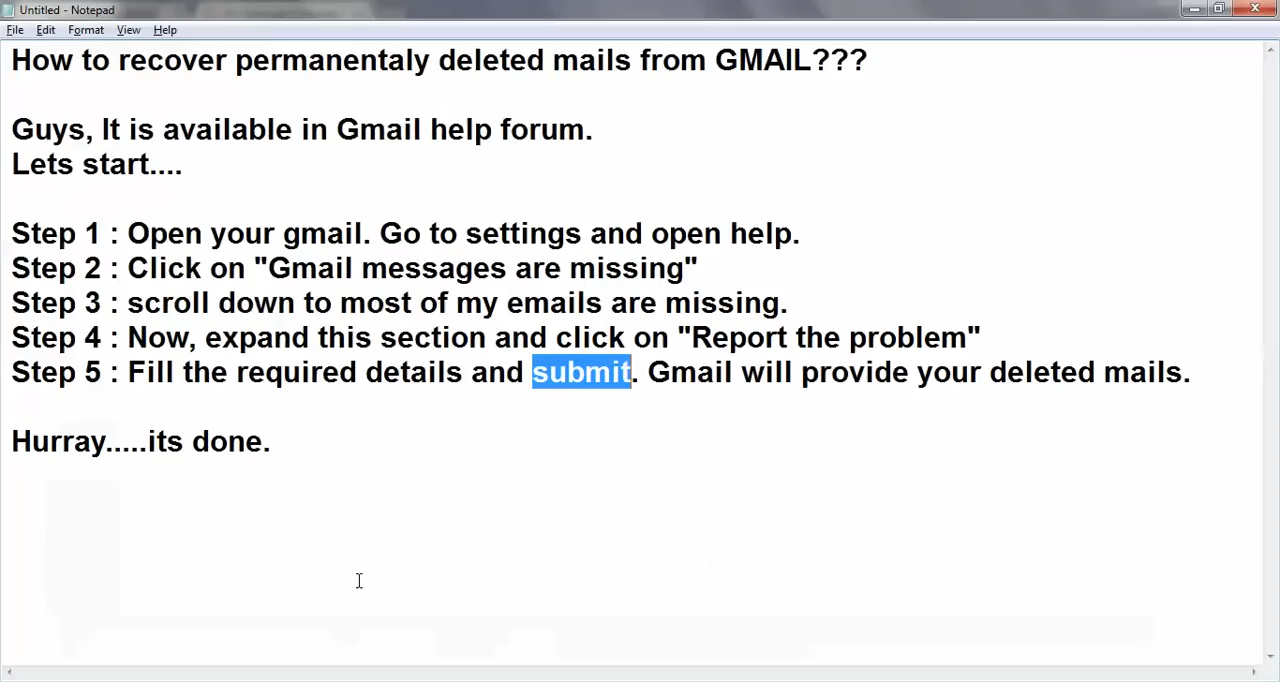 Untitled - Notepad
File Edit Format View Help
How to recover permanentaly deleted mails from GMAIL???
Guys, It is available in Gmail help forum.
Lets start....
Step 1 : Open your gmail. Go to settings and open help.
Step 2 : Click on "Gmail messages are missing"
Step 3 : scroll down to most of my emails are missing.
Step 4 : Now, expand this section and click on "Report the problem"
Step 5 : Fill the required details and submit. Gmail will provide your deleted mails.
Hurray.....its done.